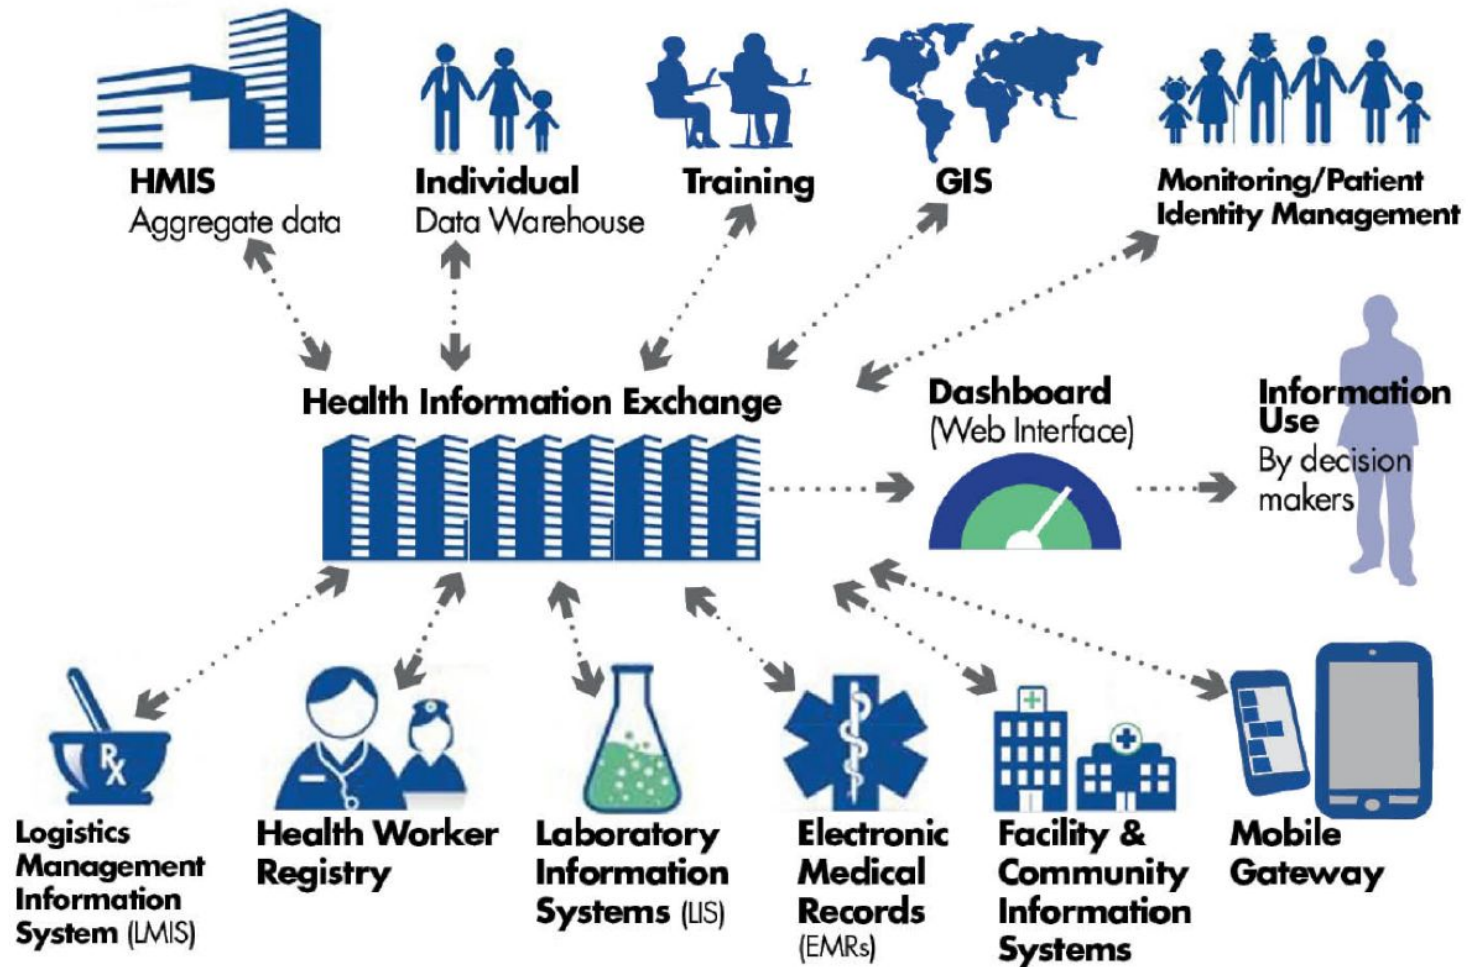 HMIS
Aggregate data
Individual
Data Warehouse
Training
GIS
Monitoring/Patient
Identity Management
Health Information Exchange
Dashboard
(Web Interface)
Information
Use
By decision
makers
Rx
Logistics
Management
Information
System (LMIS)
Health Worker
Registry
Laboratory
Information
Systems (LIS)
Electronic
Medical
Records
(EMRs)
Facility &
Community
Information
Systems
Mobile
Gateway